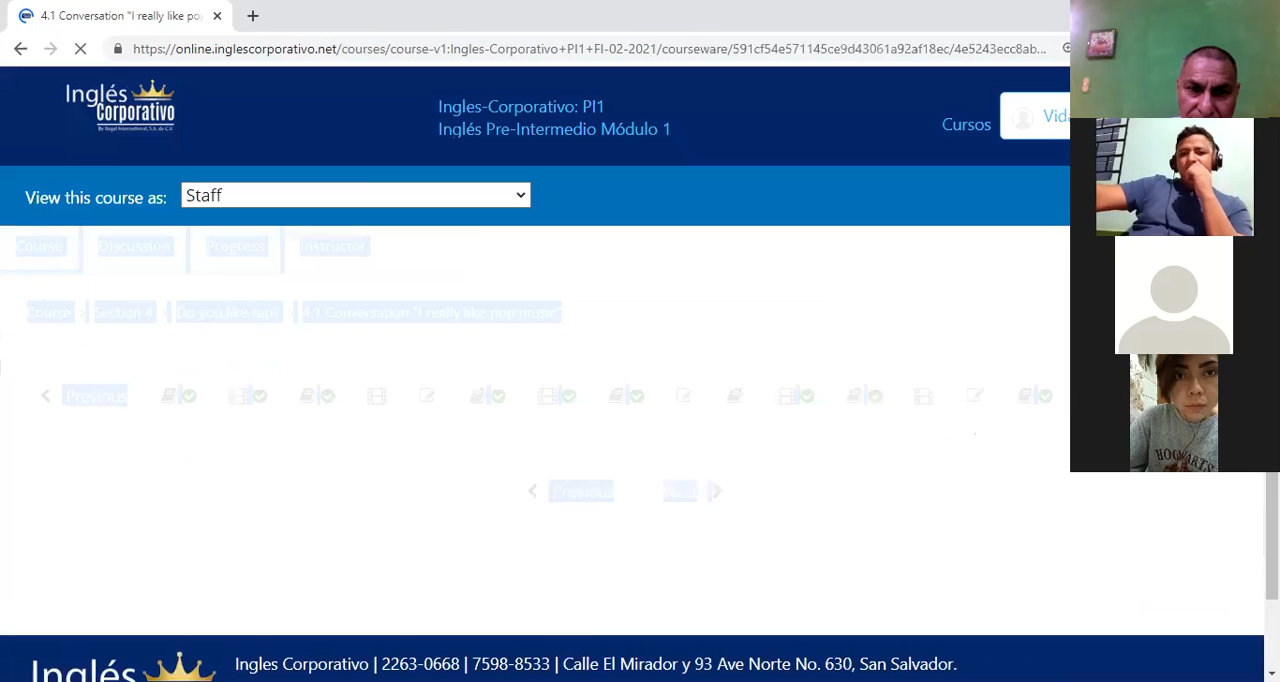 4.1 Conversation "I really like po
https://online.inglescorporativo.net/courses/course-v1:Ingles-Corporativo+PI1+FI-02-2021/courseware/591cf54e571145ce9d43061a92af18ec/4e5243ecc8ab...
Inglés
Corporativo
Ingles-Corporativo: PI1
Inglés Pre-Intermedio Módulo 1
Cursos
Vida
View this course as:
Staff
Course Discussion Progress Instructor
Course Section 4 Do you like rap? 4.1 Conversation "I really like pop music"
Previous
Previous Next
HOGWARTS
Inglés
Ingles Corporativo | 2263-0668 | 7598-8533 | Calle El Mirador y 93 Ave Norte No. 630, San Salvador.